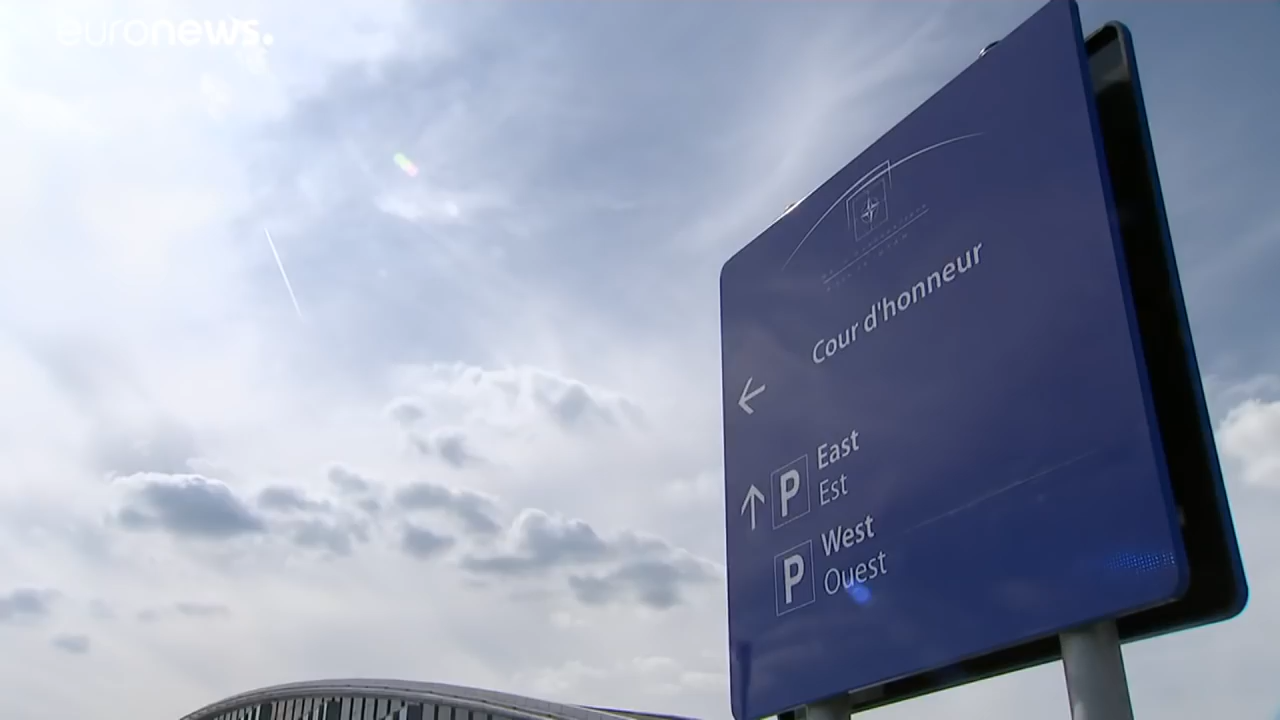 euronews.
Cour d'honneur
←
↑ P East
Est
P West
Ouest